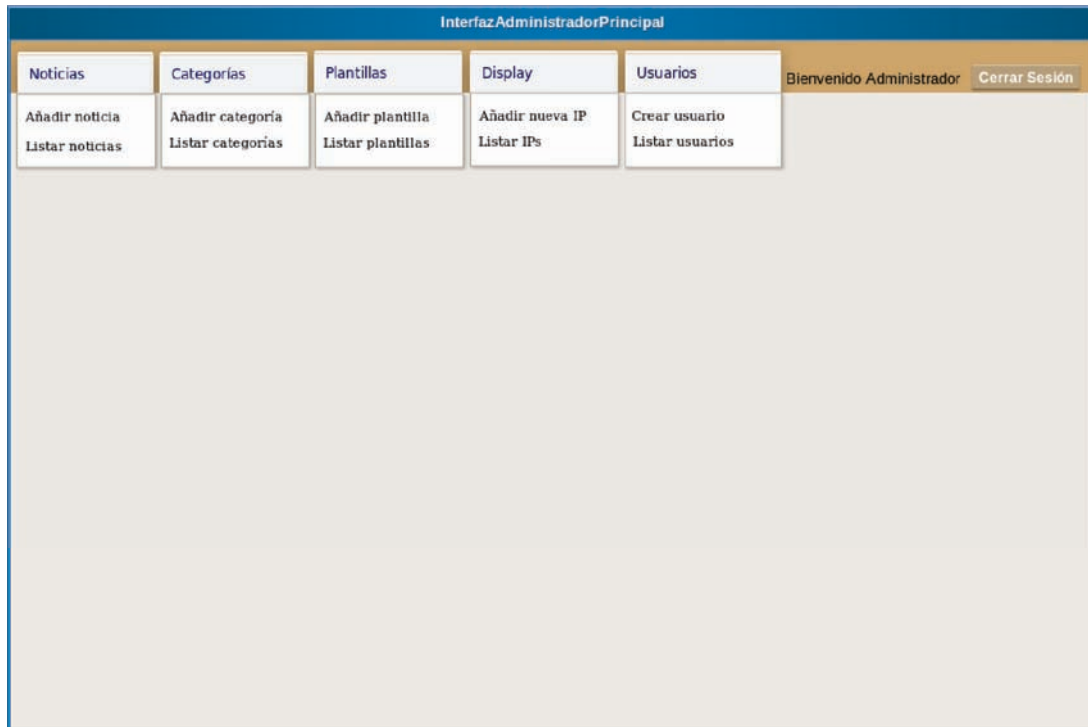 InterfazAdministradorPrincipal
Noticias
Categorías
Plantillas
Display
Usuarios
Bienvenido Administrador
Cerrar Sesión
Añadir noticia
Listar noticias
Añadir categoría
Listar categorías
Añadir plantilla
Listar plantillas
Añadir nueva IP
Listar IPs
Crear usuario
Listar usuarios